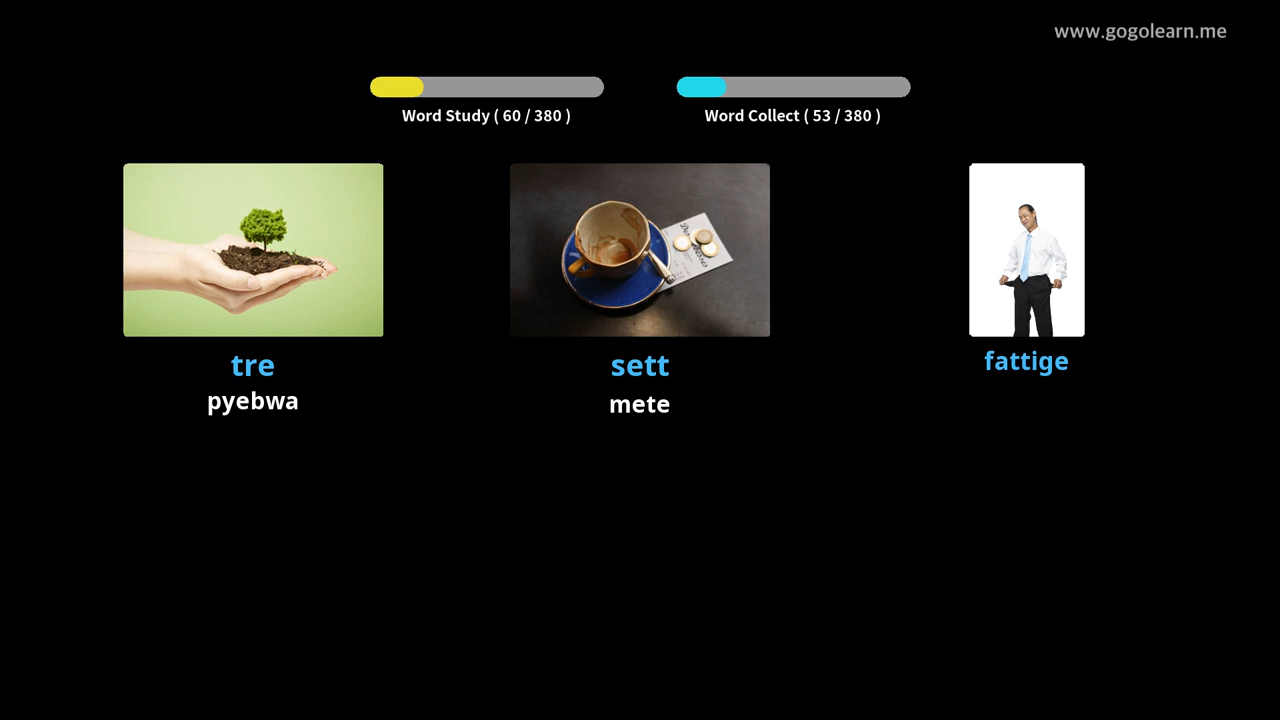 www.gogolearn.me
Word Study ( 60 / 380 )
Word Collect ( 53 / 380 )
tre
pyebwa
sett
mete
fattige